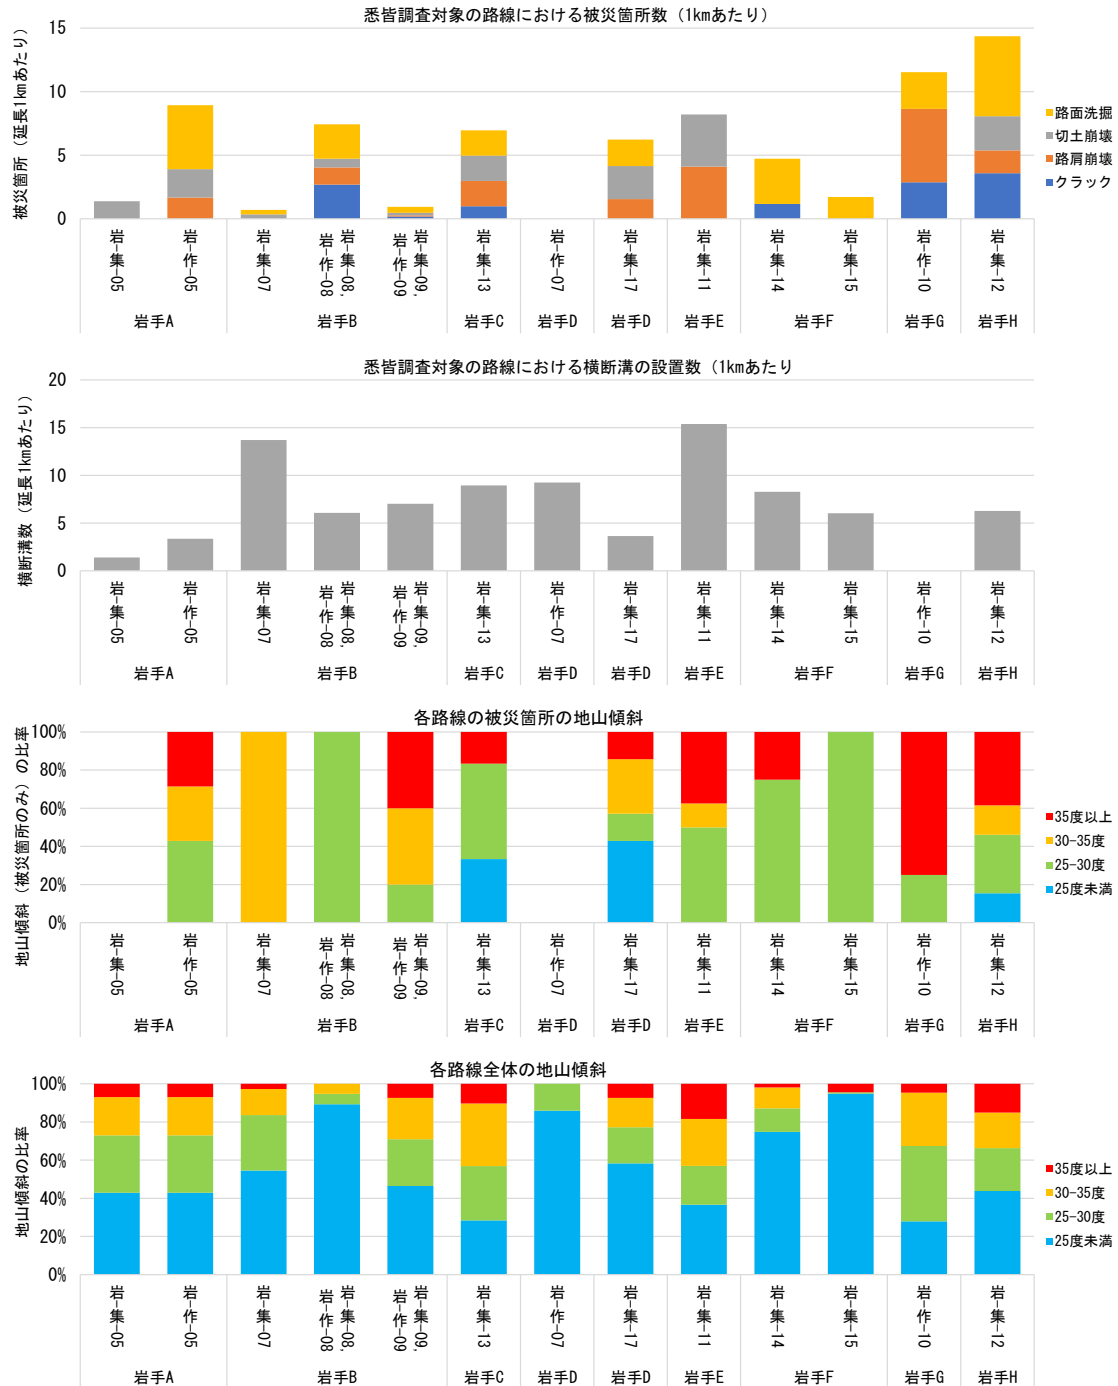 悉皆調査対象の路線における被災箇所数（1kmあたり）
被災箇所（延長1kmあたり）
15
10
5
0
路面洗掘
切土崩壊
路肩崩壊
クラック
岩-集-05
岩-作-05
岩-集-07
岩-集-08,
岩-作-08
岩-集-09,
岩-作-09
岩-集-13
岩-作-07
岩-集-17
岩-集-11
岩-集-14
岩-集-15
岩-作-10
岩-集-12
岩手A 岩手B 岩手C 岩手D 岩手D 岩手E 岩手F 岩手G 岩手H
悉皆調査対象の路線における横断溝の設置数（1kmあたり
横断溝数（延長1kmあたり）
20
15
10
5
0
岩-集-05
岩-作-05
岩-集-07
岩-集-08,
岩-作-08
岩-集-09,
岩-作-09
岩-集-13
岩-作-07
岩-集-17
岩-集-11
岩-集-14
岩-集-15
岩-作-10
岩-集-12
岩手A 岩手B 岩手C 岩手D 岩手D 岩手E 岩手F 岩手G 岩手H
各路線の被災箇所の地山傾斜
地山傾斜（被災箇所のみ）の比率
100%
80%
60%
40%
20%
0%
35度以上
30-35度
25-30度
25度未満
岩-集-05
岩-作-05
岩-集-07
岩-集-08,
岩-作-08
岩-集-09,
岩-作-09
岩-集-13
岩-作-07
岩-集-17
岩-集-11
岩-集-14
岩-集-15
岩-作-10
岩-集-12
岩手A 岩手B 岩手C 岩手D 岩手D 岩手E 岩手F 岩手G 岩手H
各路線全体の地山傾斜
地山傾斜の比率
100%
80%
60%
40%
20%
0%
35度以上
30-35度
25-30度
25度未満
岩-集-05
岩-作-05
岩-集-07
岩-集-08,
岩-作-08
岩-集-09,
岩-作-09
岩-集-13
岩-作-07
岩-集-17
岩-集-11
岩-集-14
岩-集-15
岩-作-10
岩-集-12
岩手A 岩手B 岩手C 岩手D 岩手D 岩手E 岩手F 岩手G 岩手H